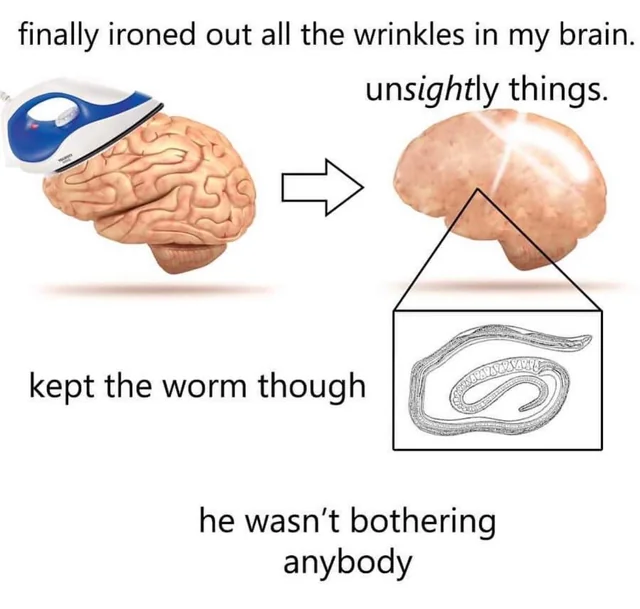 finally ironed out all the wrinkles in my brain.
unsightly things.
kept the worm though
he wasn't bothering
anybody